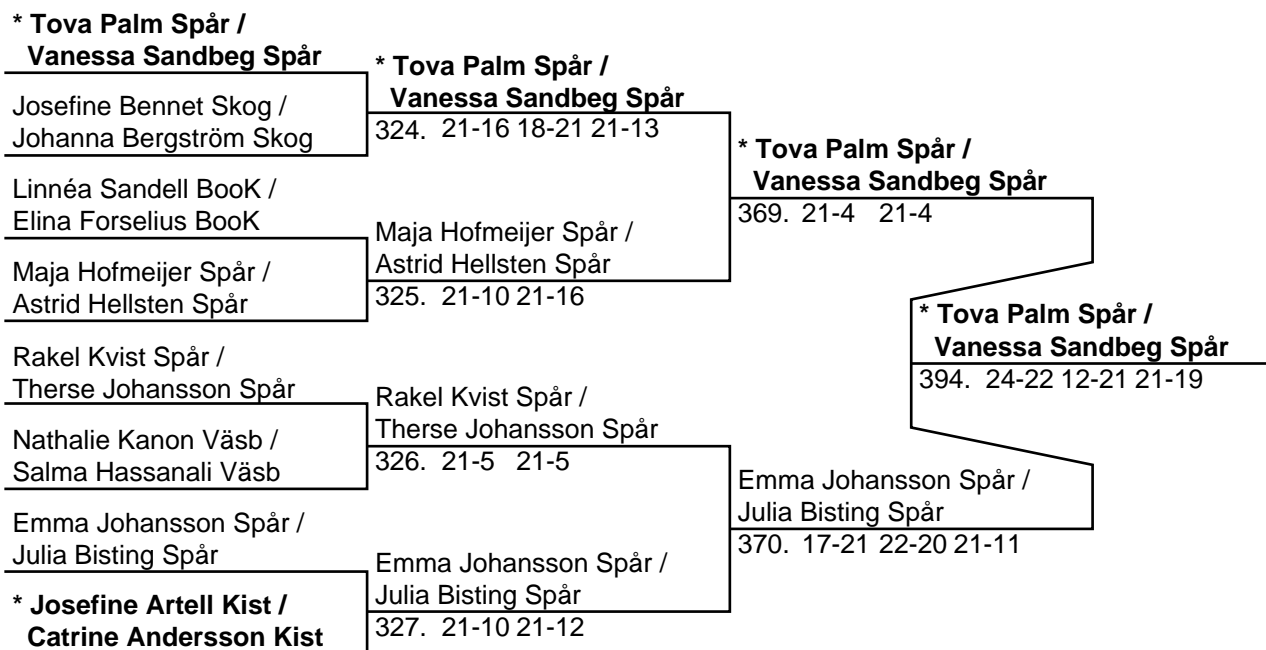 * Tova Palm Spår /
Vanessa Sandbeg Spår
Josefine Bennet Skog /
Johanna Bergström Skog
Linnéa Sandell BooK /
Elina Forselius BooK
Maja Hofmeijer Spår /
Astrid Hellsten Spår
Rakel Kvist Spår /
Therse Johansson Spår
Nathalie Kanon Väsb /
Salma Hassanali Väsb
Emma Johansson Spår /
Julia Bisting Spår
* Josefine Artell Kist /
Catrine Andersson Kist
* Tova Palm Spår /
Vanessa Sandbeg Spår
324. 21-16 18-21 21-13
Maja Hofmeijer Spår /
Astrid Hellsten Spår
325. 21-10 21-16
Rakel Kvist Spår /
Therse Johansson Spår
326. 21-5 21-5
Emma Johansson Spår /
Julia Bisting Spår
327. 21-10 21-12
* Tova Palm Spår /
Vanessa Sandbeg Spår
369. 21-4 21-4
Emma Johansson Spår /
Julia Bisting Spår
370. 17-21 22-20 21-11
* Tova Palm Spår /
Vanessa Sandbeg Spår
394. 24-22 12-21 21-19